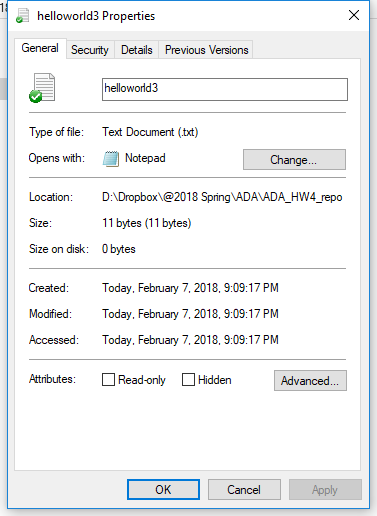 helloworld3 Properties
General Security Details Previous Versions
helloworld3
Type of file: Text Document (.txt)
Opens with: Notepad Change...
Location: D:\Dropbox\@2018 Spring\ADA\ADA_HW4_repo
Size: 11 bytes (11 bytes)
Size on disk: 0 bytes
Created: Today, February 7, 2018, 9:09:17 PM
Modified: Today, February 7, 2018, 9:09:17 PM
Accessed: Today, February 7, 2018, 9:09:17 PM
Attributes: Read-only Hidden Advanced...
OK Cancel Apply